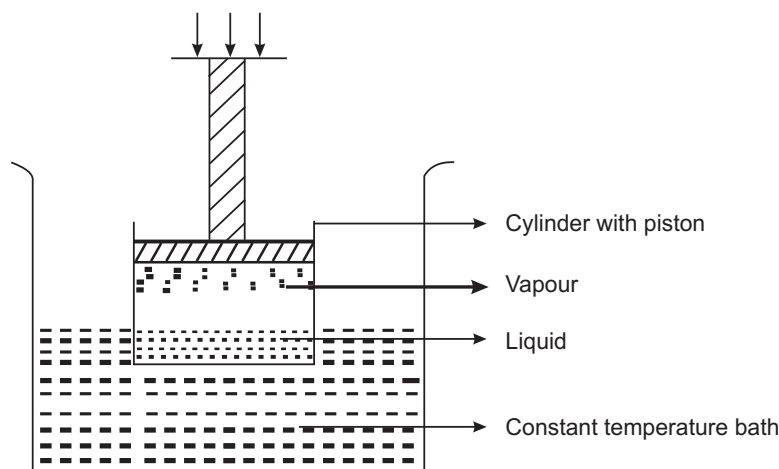 Cylinder with piston
Vapour
Liquid
Constant temperature bath